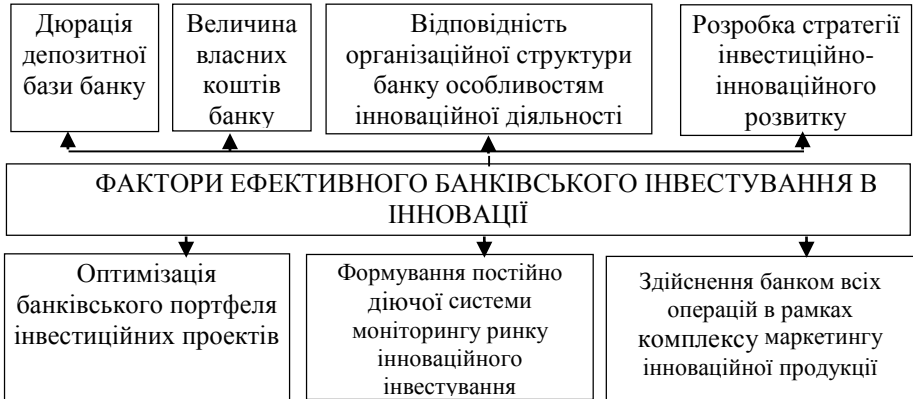 Дюрація
депозитної
бази банку
Величина
власних
коштів
банку
Відповідність
організаційної структури
банку особливостям
інноваційної діяльності
Розробка стратегії
інвестиційно-
інноваційного
розвитку
ФАКТОРИ ЕФЕКТИВНОГО БАНКІВСЬКОГО ІНВЕСТУВАННЯ В
ІННОВАЦІЇ
Оптимізація
банківського портфеля
інвестиційних проектів
Формування постійно
діючої системи
моніторингу ринку
інноваційного
інвестування
Здійснення банком всіх
операцій в рамках
комплексу маркетингу
інноваційної продукції